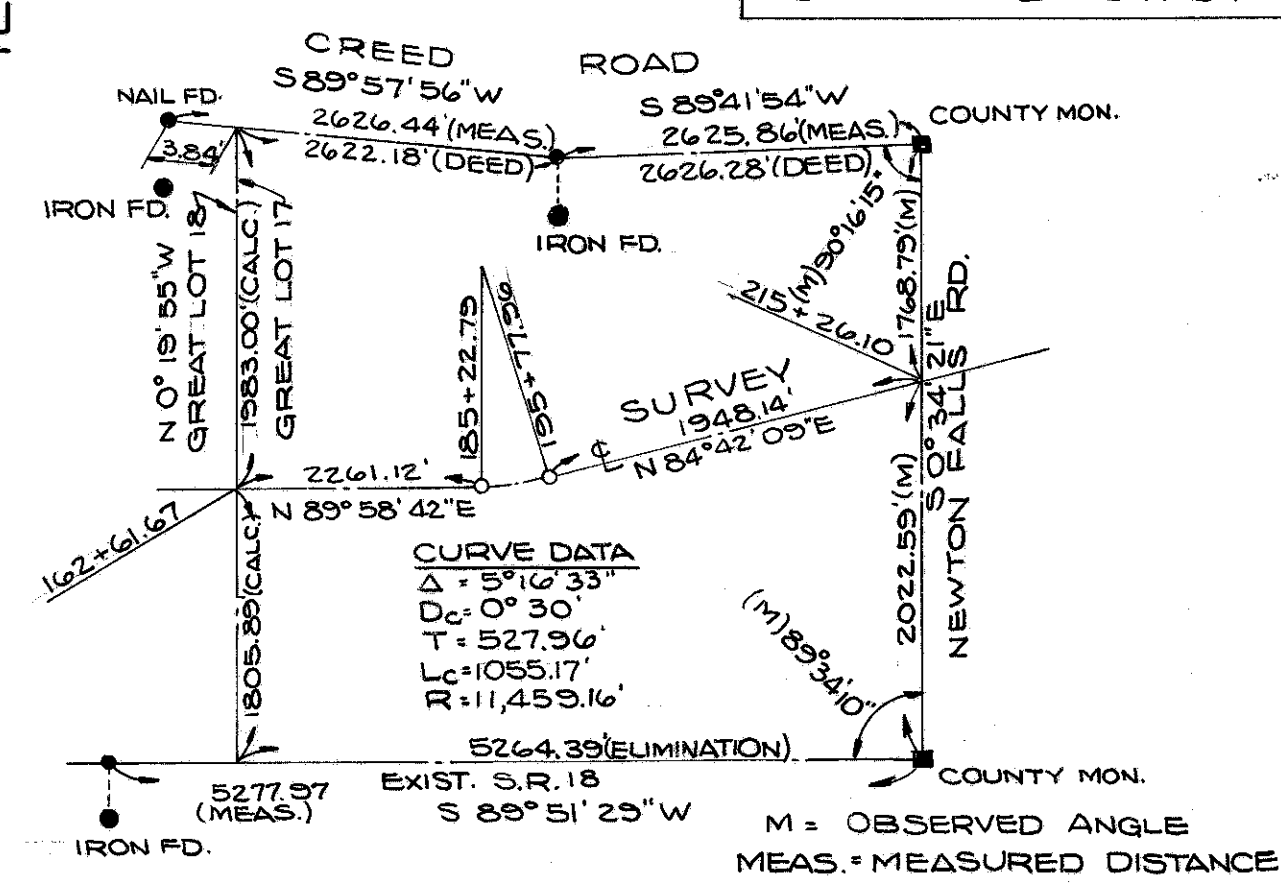 CREED ROAD
S 89°57'56"W
S 89°41'54"W
NAIL FD.
COUNTY MON.
2626.44'(MEAS.)
2625.86'(MEAS.)
3.84'
2622.18'(DEED)
2626.28'(DEED)
IRON FD.
IRON FD.
N 0°19'55"W
GREAT LOT 18
1983.00'(CALC.)
GREAT LOT 17
(M)90°16'15"
1768.79'(M)
215+26.10
185+22.79
195+77.96
SURVEY
1948.14'
℄
N 84°42'09"E
S 0°34'21"E
NEWTON FALLS RD.
2261.12'
N 89°58'42"E
162+61.67
1805.89'(CALC.)
CURVE DATA
Δ = 5°16'33"
Dc= 0°30'
T = 527.96'
Lc=1055.17'
R =11,459.16'
2022.59'(M)
(M)89°34'10"
5264.39'(ELIMINATION)
5277.97
(MEAS.)
EXIST. S.R. 18
S 89°51'29"W
COUNTY MON.
IRON FD.
M = OBSERVED ANGLE
MEAS.= MEASURED DISTANCE